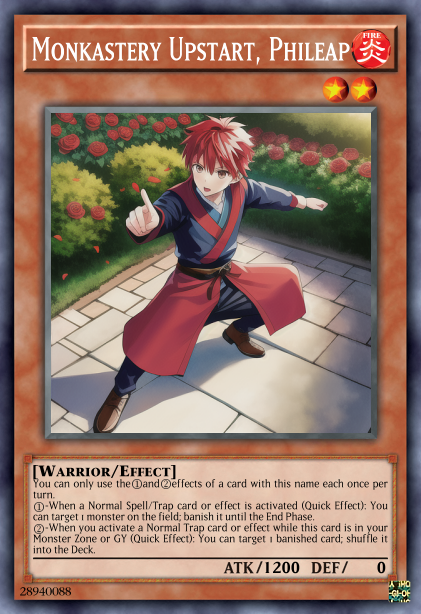 Monkastery Upstart, Phileap
FIRE
炎
[Warrior/Effect]
You can only use the①and②effects of a card with this name each once per
turn.
①-When a Normal Spell/Trap card or effect is activated (Quick Effect): You
can target 1 monster on the field; banish it until the End Phase.
②-When you activate a Normal Trap card or effect while this card is in your
Monster Zone or GY (Quick Effect): You can target 1 banished card; shuffle it
into the Deck.
ATK/1200 DEF/ 0
28940088